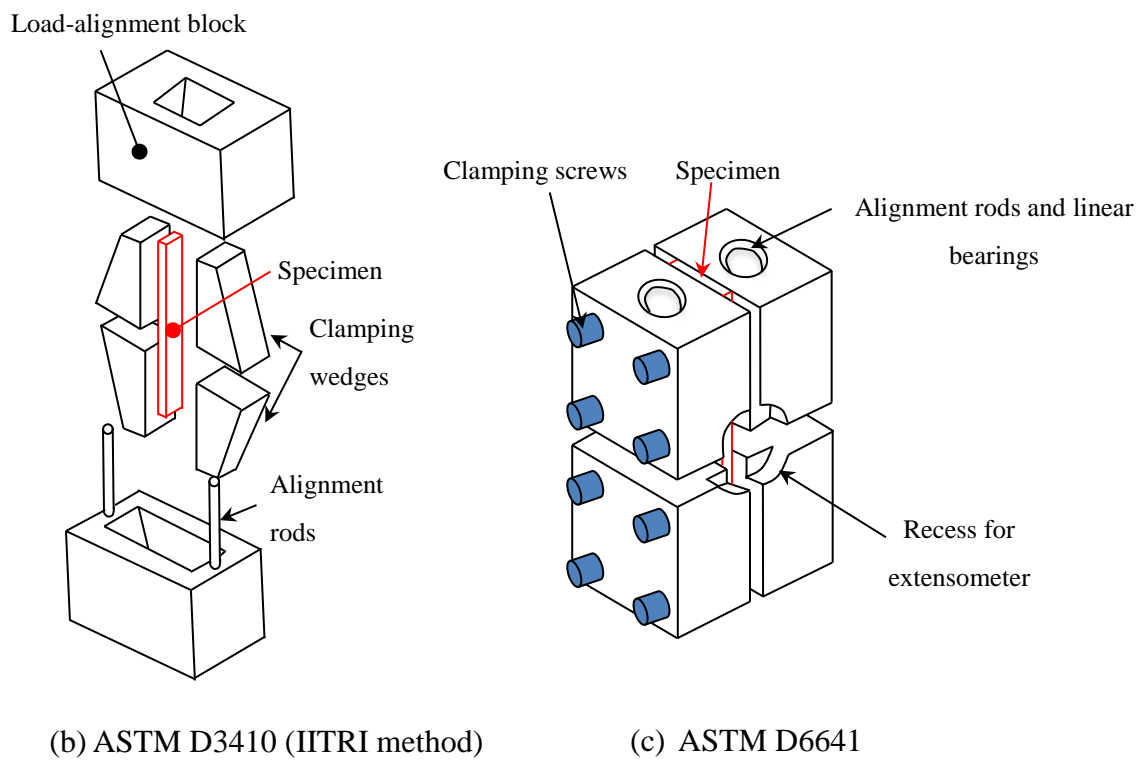 Load-alignment block
Specimen
Clamping
wedges
Alignment
rods
(b) ASTM D3410 (IITRI method)
Clamping screws
Specimen
Alignment rods and linear
bearings
Recess for
extensometer
(c) ASTM D6641